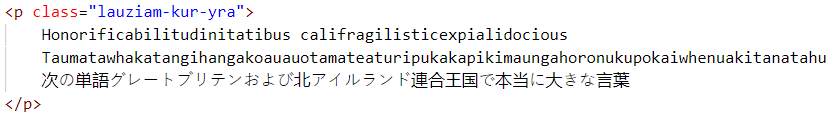 <p class="lauziam-kur-yra">
Honorificabilitudinitatibus califragilisticexpialidocious
Taumatawhakatangihangakoauauotamateaturipukakapikimaungahoronukupokaiwhenuakitanatahu
次の単語グレートブリテンおよび北アイルランド連合王国で本当に大きな言葉
</p>